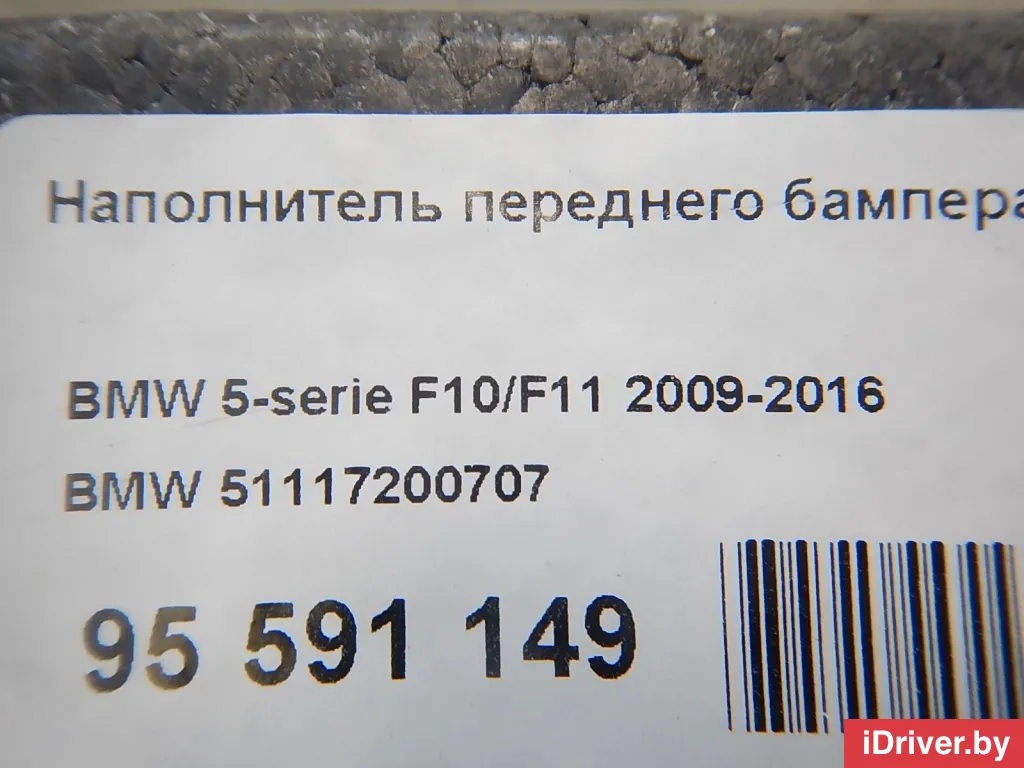 Наполнитель переднего бампера
BMW 5-serie F10/F11 2009-2016
BMW 51117200707
95 591 149
iDriver.by